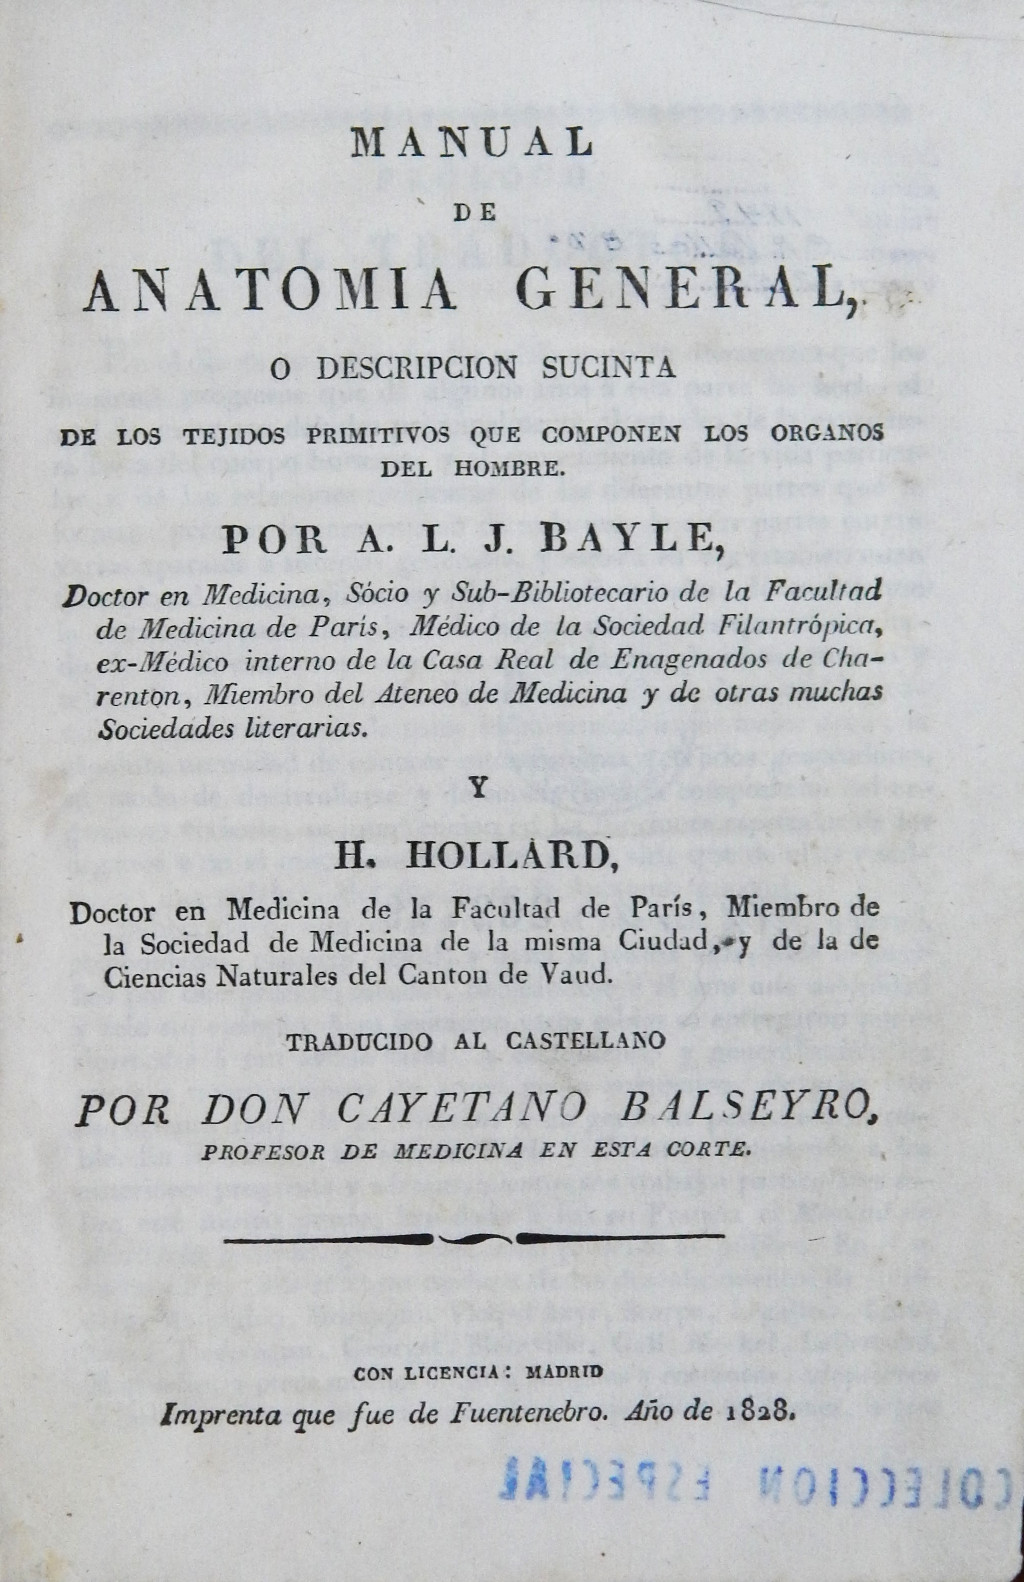 MANUAL
DE
ANATOMIA GENERAL,
O DESCRIPCION SUCINTA
DE LOS TEJIDOS PRIMITIVOS QUE COMPONEN LOS ORGANOS
DEL HOMBRE.
POR A. L. J. BAYLE,
Doctor en Medicina, Sócio y Sub-Bibliotecario de la Facultad
de Medicina de París, Médico de la Sociedad Filantrópica,
ex-Médico interno de la Casa Real de Enagenados de Cha-
renton, Miembro del Ateneo de Medicina y de otras muchas
Sociedades literarias.
Y
H. HOLLARD,
Doctor en Medicina de la Facultad de París, Miembro de
la Sociedad de Medicina de la misma Ciudad, y de la de
Ciencias Naturales del Canton de Vaud.
TRADUCIDO AL CASTELLANO
POR DON CAYETANO BALSEYRO,
PROFESOR DE MEDICINA EN ESTA CORTE.
CON LICENCIA: MADRID
Imprenta que fue de Fuentenebro. Año de 1828.
COLECCION ESPECIAL